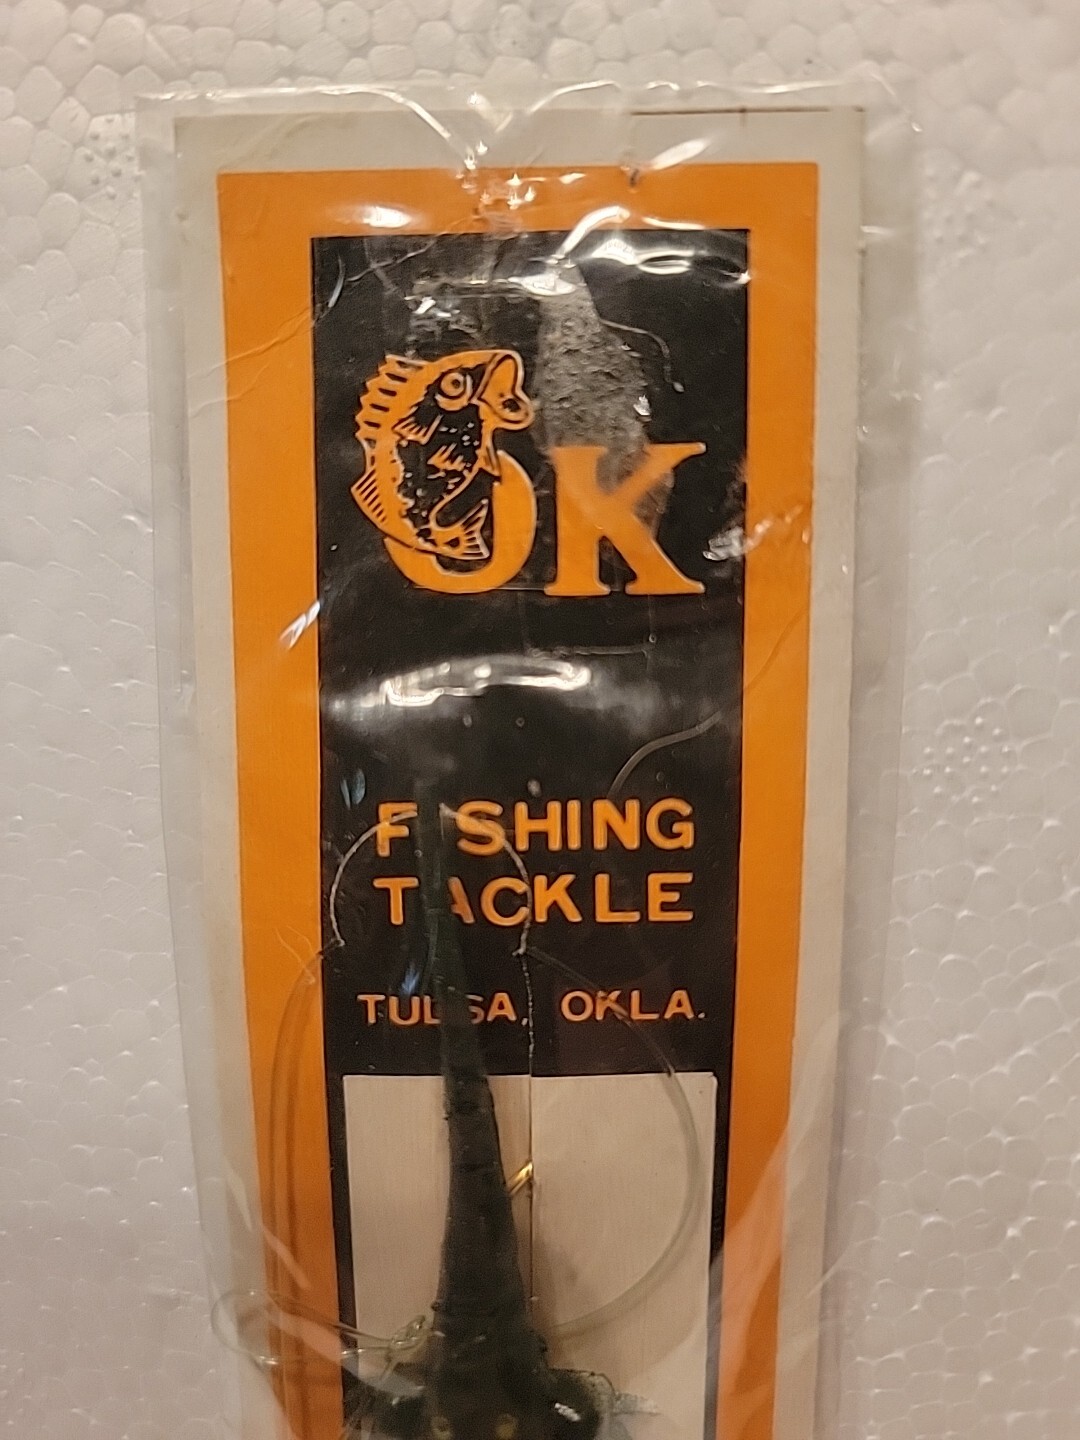 OK
FISHING
TACKLE
TULSA, OKLA.